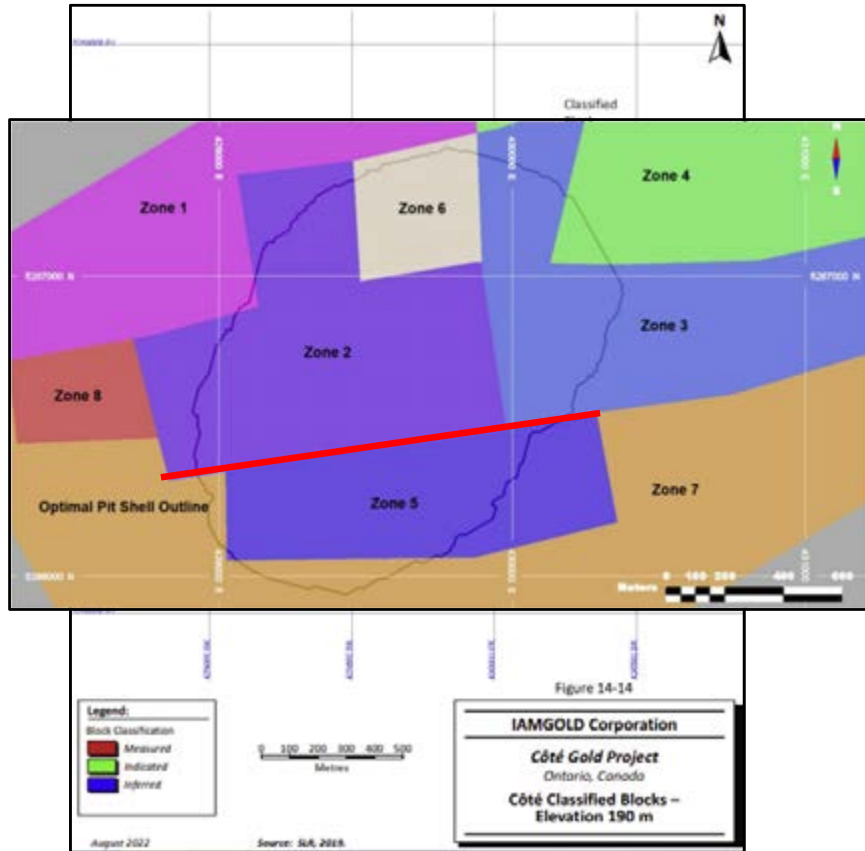 N
Classified
Zone 1
Zone 6
Zone 4
5267000 N
5267000 N
Zone 3
Zone 2
Zone 8
Zone 7
Optimal Pit Shell Outline
Zone 5
0 100 200 400 600
Meters
Figure 14-14
Legend:
Block Classification
Measured
Indicated
Inferred
0 100 200 300 400 500
Metres
IAMGOLD Corporation
Côté Gold Project
Ontario, Canada
Côté Classified Blocks –
Elevation 190 m
August 2022
Source: SLR, 2019.